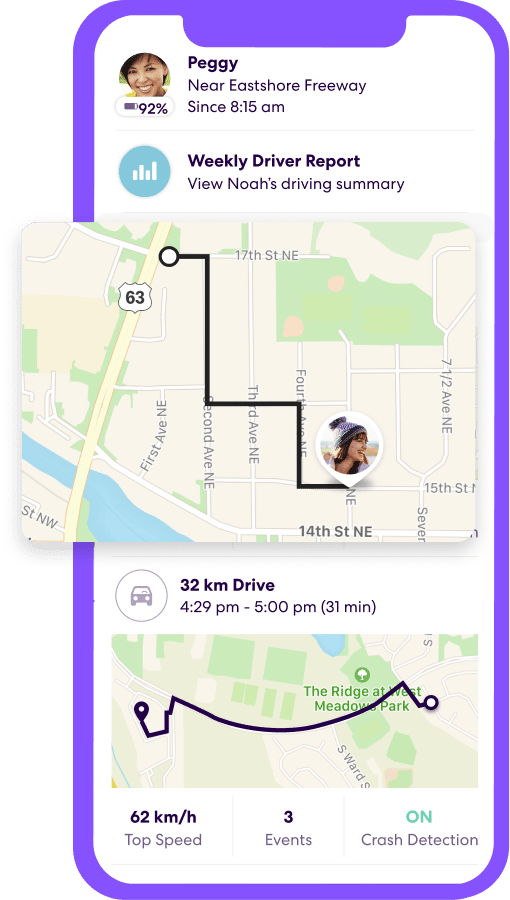 Peggy
Near Eastshore Freeway
Since 8:15 am
92%
Weekly Driver Report
View Noah's driving summary
17th St NE
63
First Ave NE
Second Ave NE
Third Ave NE
Fourth Ave NE
7 1/2 Ave NE
NE
15th St
St NW
14th St NE
32 km Drive
4:29 pm - 5:00 pm (31 min)
The Ridge at West
Meadows Park
S Ward S
62 km/h
Top Speed
3
Events
ON
Crash Detection